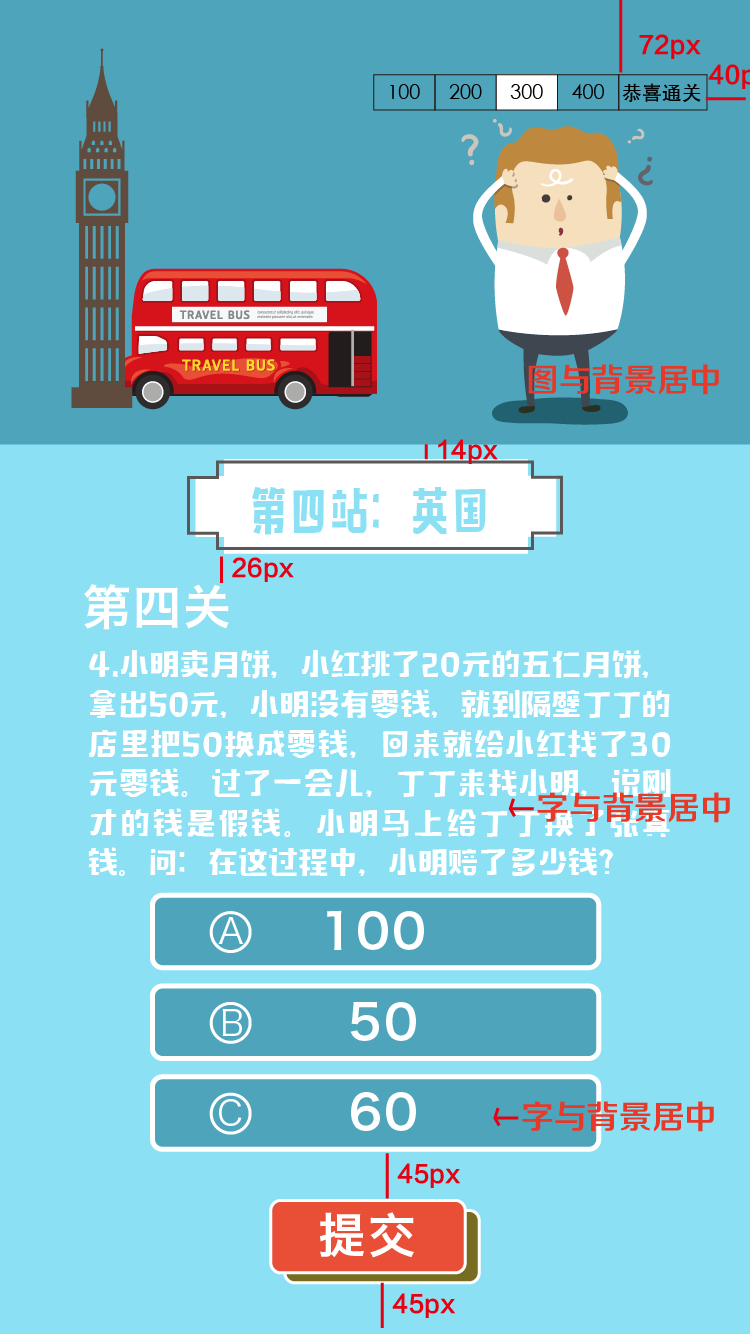 72px
40p
100 200 300 400 恭喜通关
TRAVEL BUS
TRAVEL BUS
图与背景居中
14px
第四站：英国
26px
第四关
4.小明卖月饼，小红挑了20元的五仁月饼，
拿出50元，小明没有零钱，就到隔壁丁丁的
店里把50换成零钱，回来就给小红找了30
元零钱。过了一会儿，丁丁来找小明，说刚
才的钱是假钱。小明马上给丁丁换了张真
钱。问：在这过程中，小明赔了多少钱？
←字与背景居中
Ⓐ 100
Ⓑ 50
Ⓒ 60
←字与背景居中
45px
提交
45px